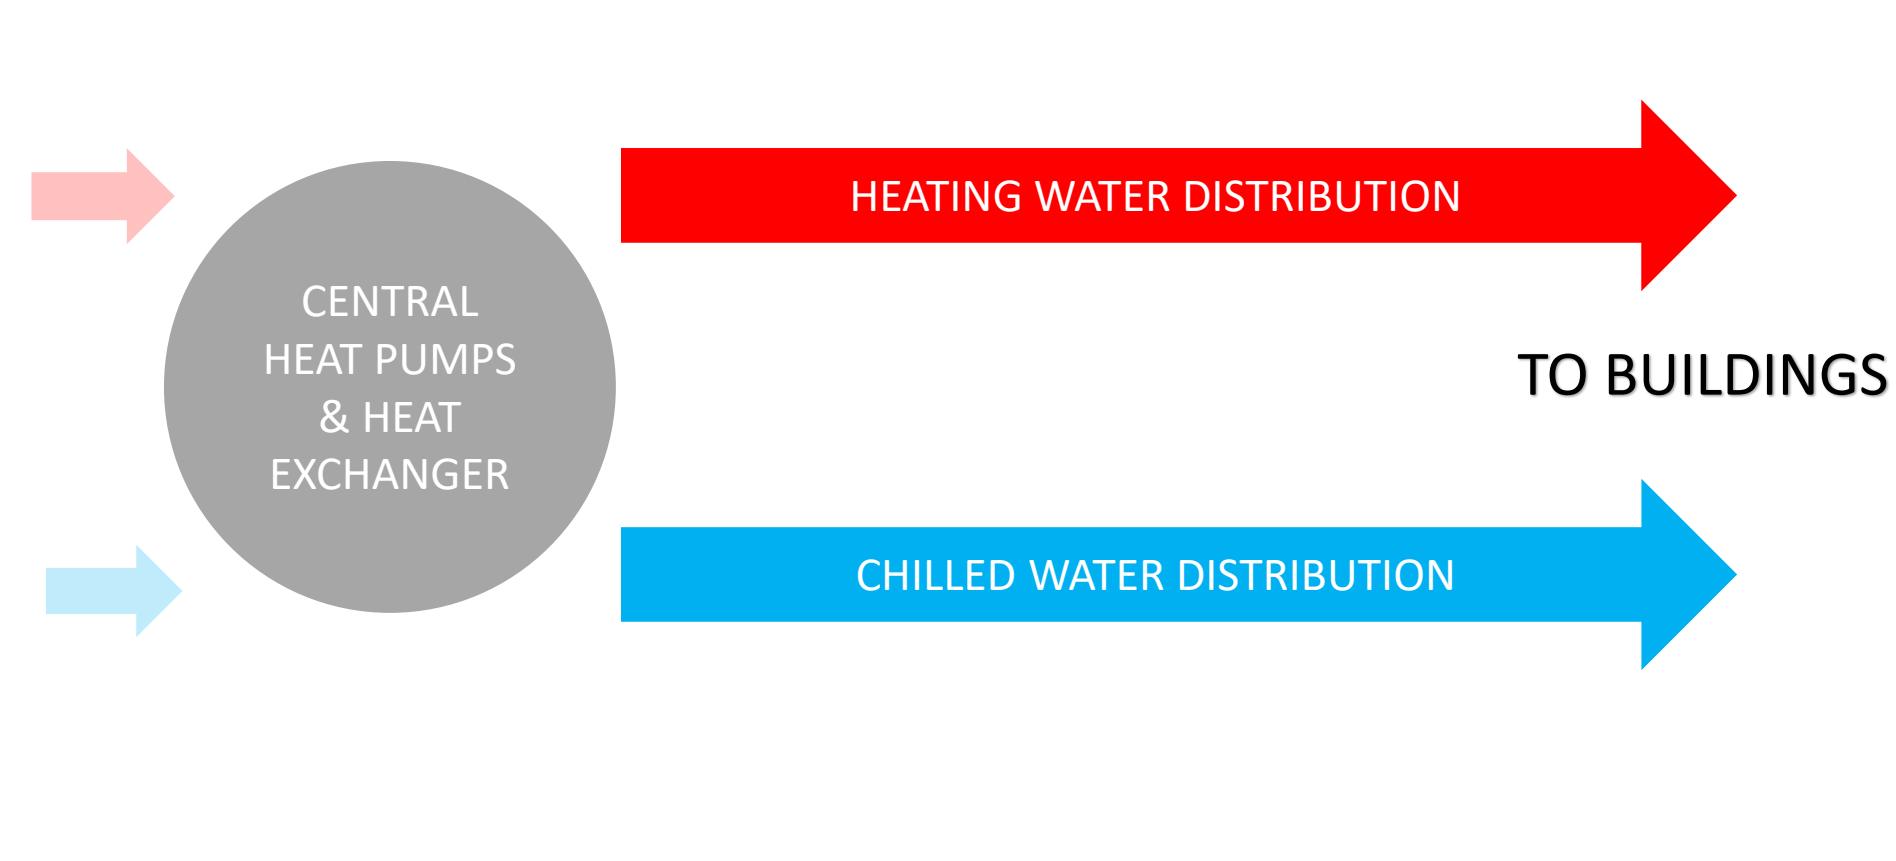 HEATING WATER DISTRIBUTION
CENTRAL
HEAT PUMPS
& HEAT
EXCHANGER
TO BUILDINGS
CHILLED WATER DISTRIBUTION